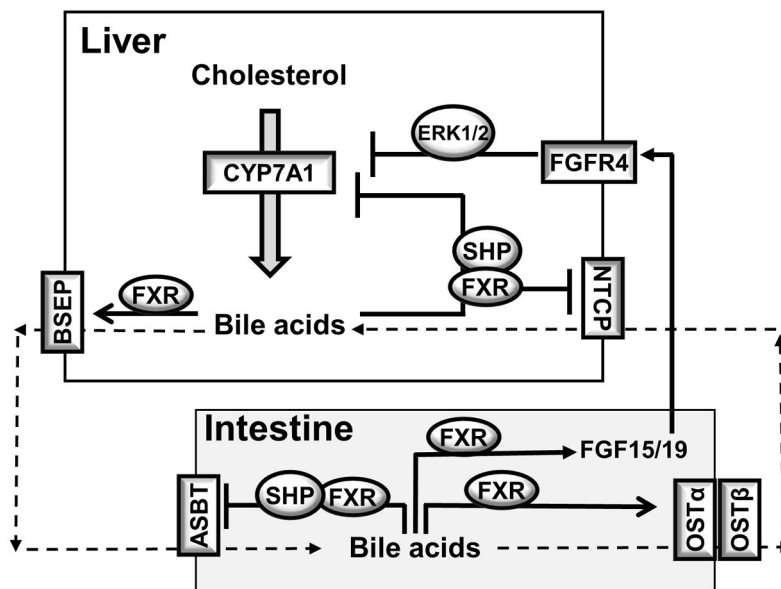 Liver
Cholesterol
ERK1/2
FGFR4
CYP7A1
SHP
FXR
NTCP
FXR
BSEP
Bile acids
Intestine
FXR
FGF15/19
SHP
FXR
FXR
ASBT
OSTα
OSTβ
Bile acids